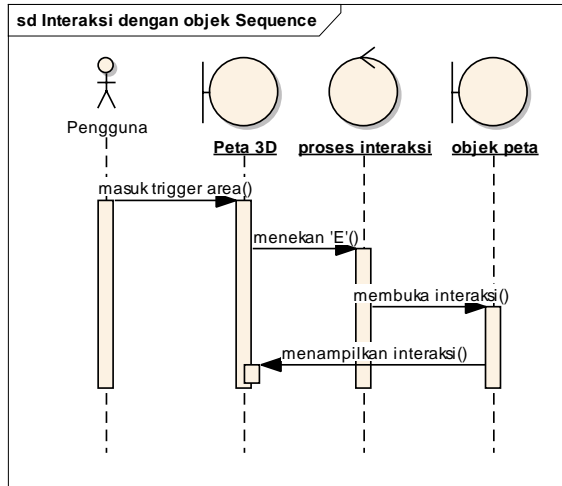 sd Interaksi dengan objek Sequence
Pengguna
Peta 3D
proses interaksi
objek peta
masuk trigger area()
menekan 'E'()
membuka interaksi()
menampilkan interaksi()